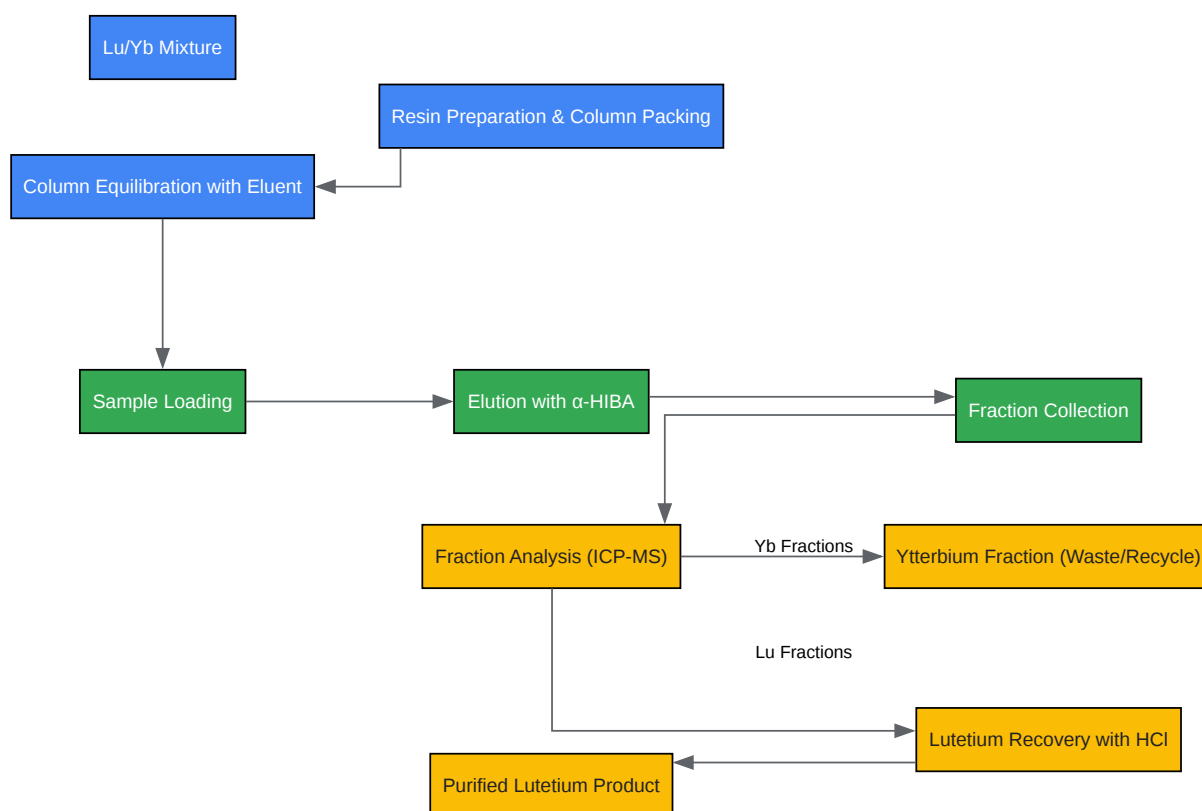 Lu/Yb Mixture
Resin Preparation & Column Packing
Column Equilibration with Eluent
Sample Loading
Elution with α-HIBA
Fraction Collection
Fraction Analysis (ICP-MS)
Yb Fractions
Ytterbium Fraction (Waste/Recycle)
Lu Fractions
Lutetium Recovery with HCl
Purified Lutetium Product